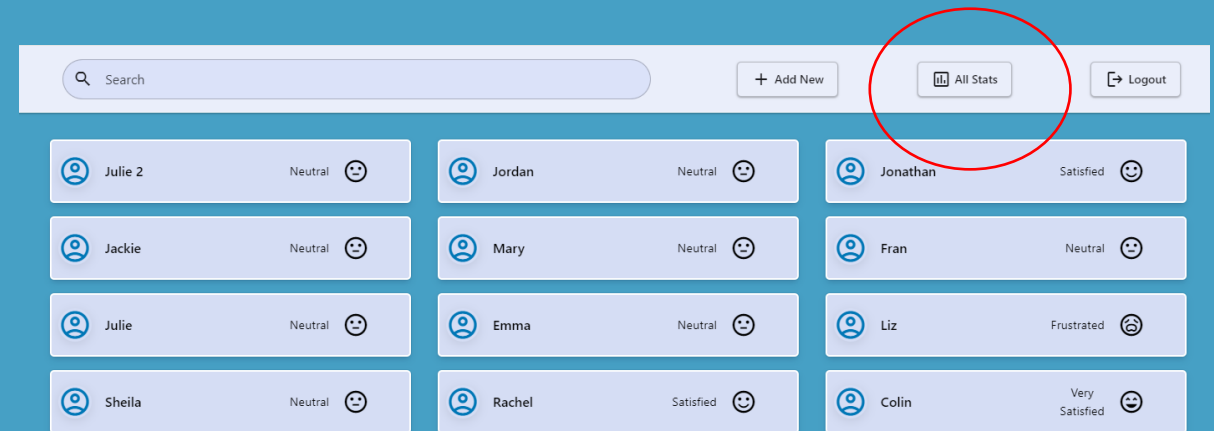 Search
Add New
All Stats
Logout
Julie 2 Neutral
Jordan Neutral
Jonathan Satisfied
Jackie Neutral
Mary Neutral
Fran Neutral
Julie Neutral
Emma Neutral
Liz Frustrated
Sheila Neutral
Rachel Satisfied
Colin Very
Satisfied